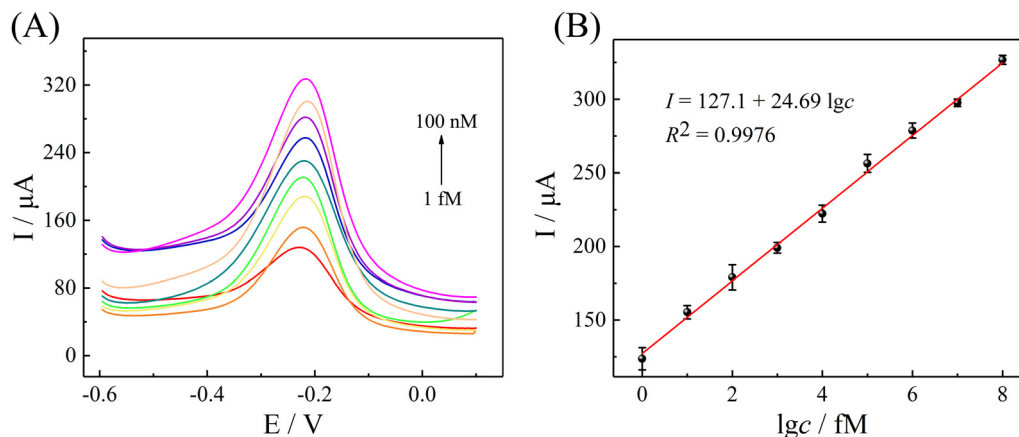 (A)
I / μA
320
240
160
80
0
100 nM
1 fM
-0.6
-0.4
-0.2
0.0
E / V
(B)
I / μA
300
250
200
150
I = 127.1 + 24.69 lgc
R² = 0.9976
0
2
4
6
8
lgc / fM